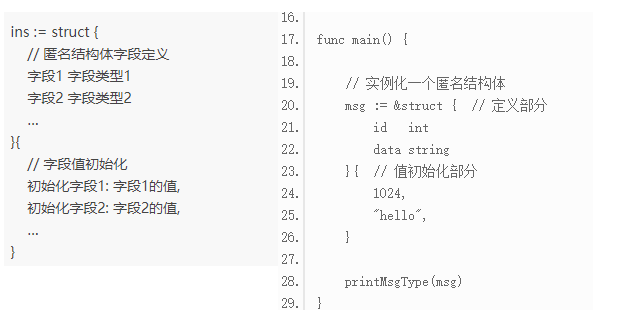 ins := struct {
// 匿名结构体字段定义
字段1 字段类型1
字段2 字段类型2
…
}{
// 字段值初始化
初始化字段1: 字段1的值,
初始化字段2: 字段2的值,
…
}
16.
17. func main() {
18.
19. // 实例化一个匿名结构体
20. msg := &struct { // 定义部分
21. id int
22. data string
23. }{ // 值初始化部分
24. 1024,
25. "hello",
26. }
27.
28. printMsgType(msg)
29. }